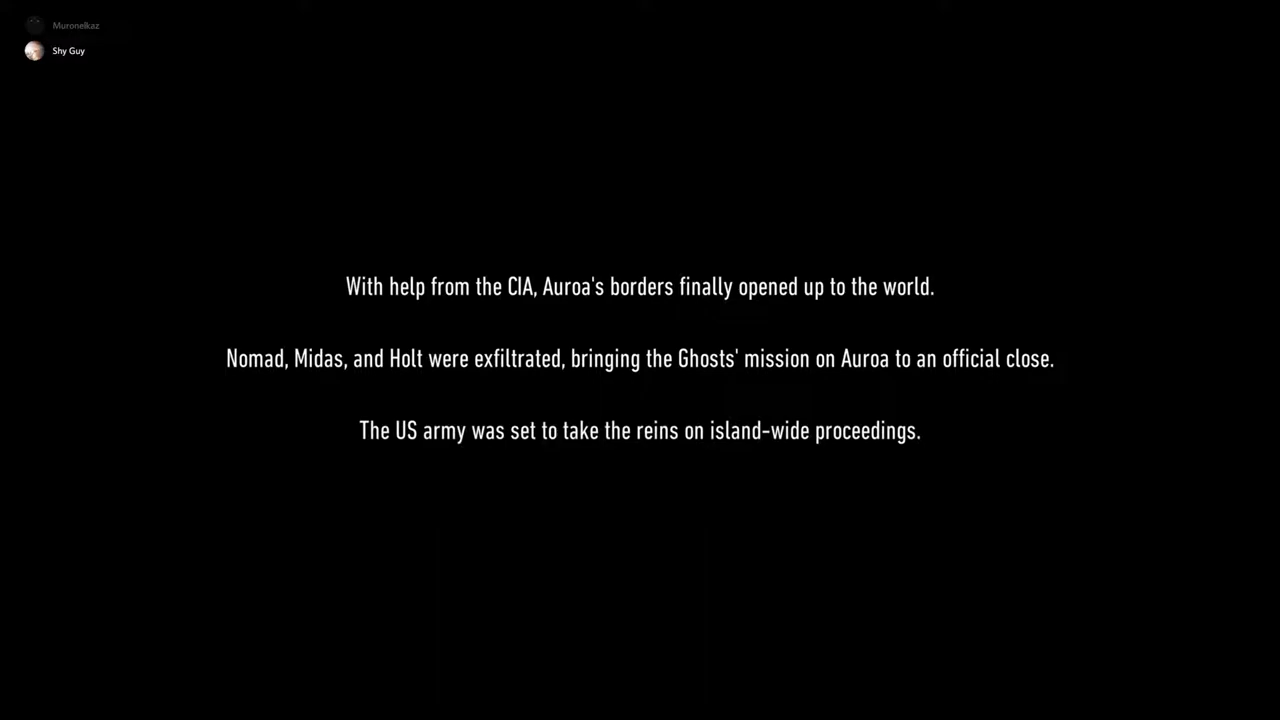 Muronelkaz
Shy Guy
With help from the CIA, Auroa's borders finally opened up to the world.
Nomad, Midas, and Holt were exfiltrated, bringing the Ghosts' mission on Auroa to an official close.
The US army was set to take the reins on island-wide proceedings.